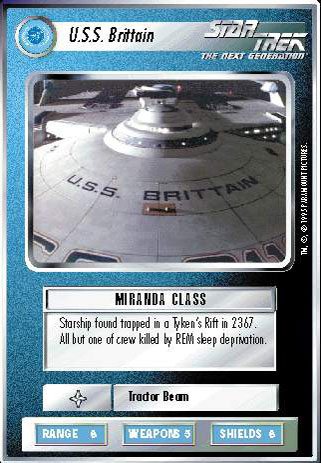 U.S.S. Brittain
STAR TREK
THE NEXT GENERATION
U.S.S. BRITTAIN
TM, ®, © 1995 PARAMOUNT PICTURES.
MIRANDA CLASS
Starship found trapped in a Tyken's Rift in 2367.
All but one of crew killed by REM sleep deprivation.
Tractor Beam
RANGE 6 WEAPONS 5 SHIELDS 6